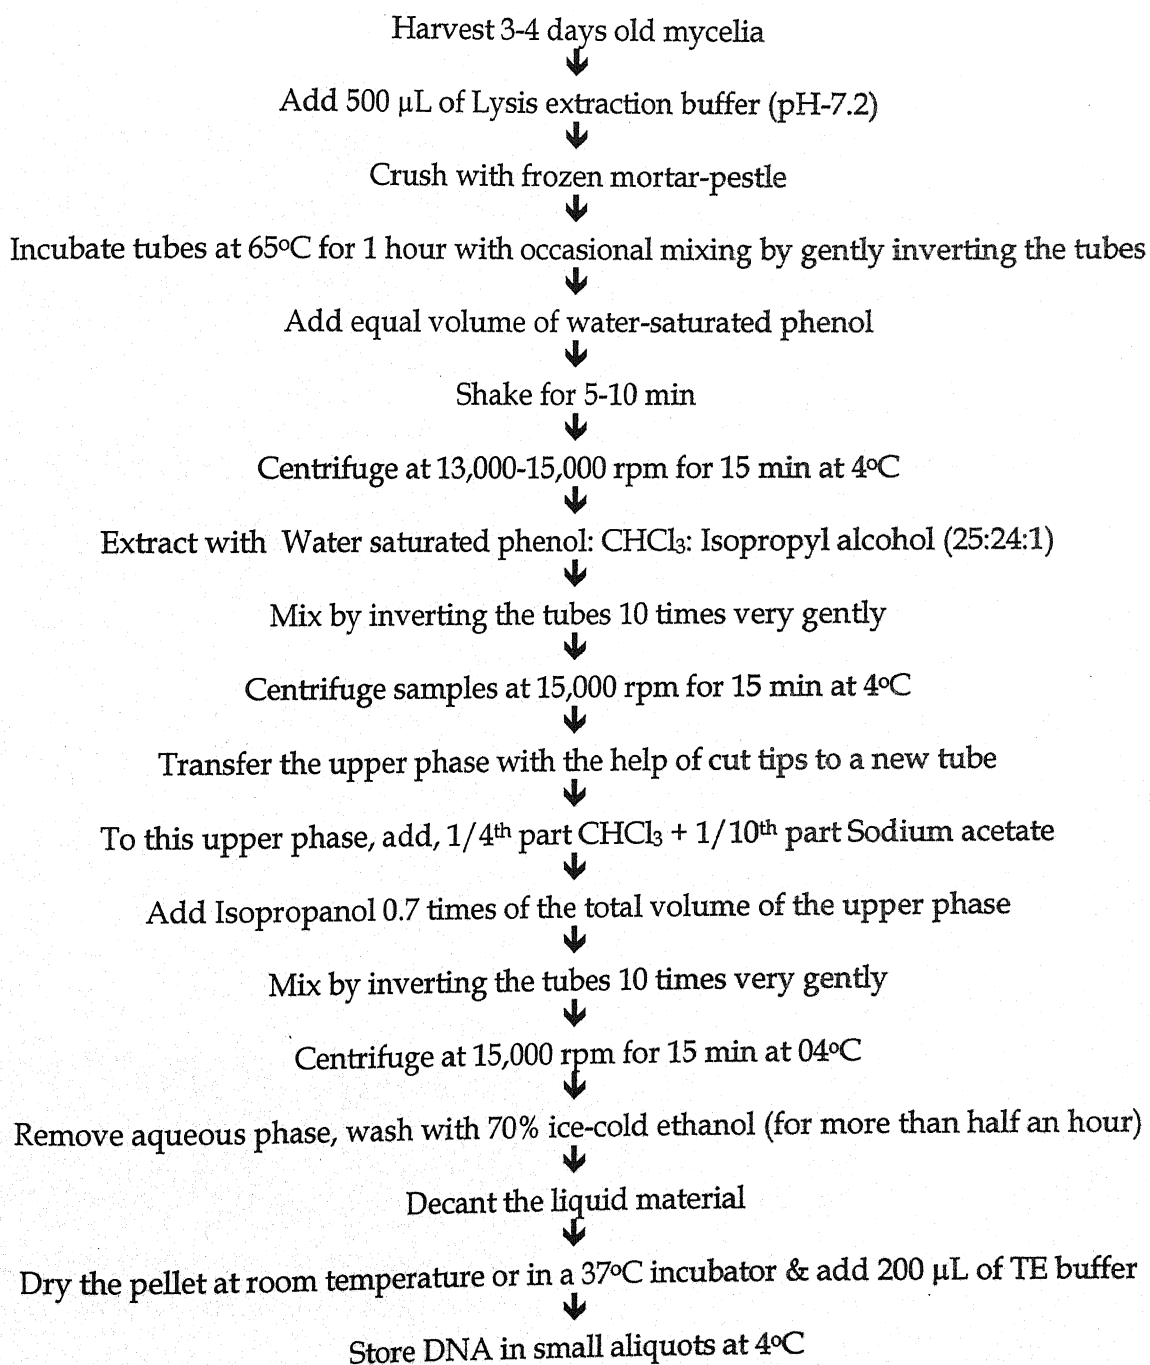 Harvest 3-4 days old mycelia
Add 500 µL of Lysis extraction buffer (pH-7.2)
Crush with frozen mortar-pestle
Incubate tubes at 65ºC for 1 hour with occasional mixing by gently inverting the tubes
Add equal volume of water-saturated phenol
Shake for 5-10 min
Centrifuge at 13,000-15,000 rpm for 15 min at 4ºC
Extract with Water saturated phenol: CHCl₃: Isopropyl alcohol (25:24:1)
Mix by inverting the tubes 10 times very gently
Centrifuge samples at 15,000 rpm for 15 min at 4ºC
Transfer the upper phase with the help of cut tips to a new tube
To this upper phase, add, 1/4th part CHCl₃ + 1/10th part Sodium acetate
Add Isopropanol 0.7 times of the total volume of the upper phase
Mix by inverting the tubes 10 times very gently
Centrifuge at 15,000 rpm for 15 min at 04ºC
Remove aqueous phase, wash with 70% ice-cold ethanol (for more than half an hour)
Decant the liquid material
Dry the pellet at room temperature or in a 37ºC incubator & add 200 µL of TE buffer
Store DNA in small aliquots at 4ºC